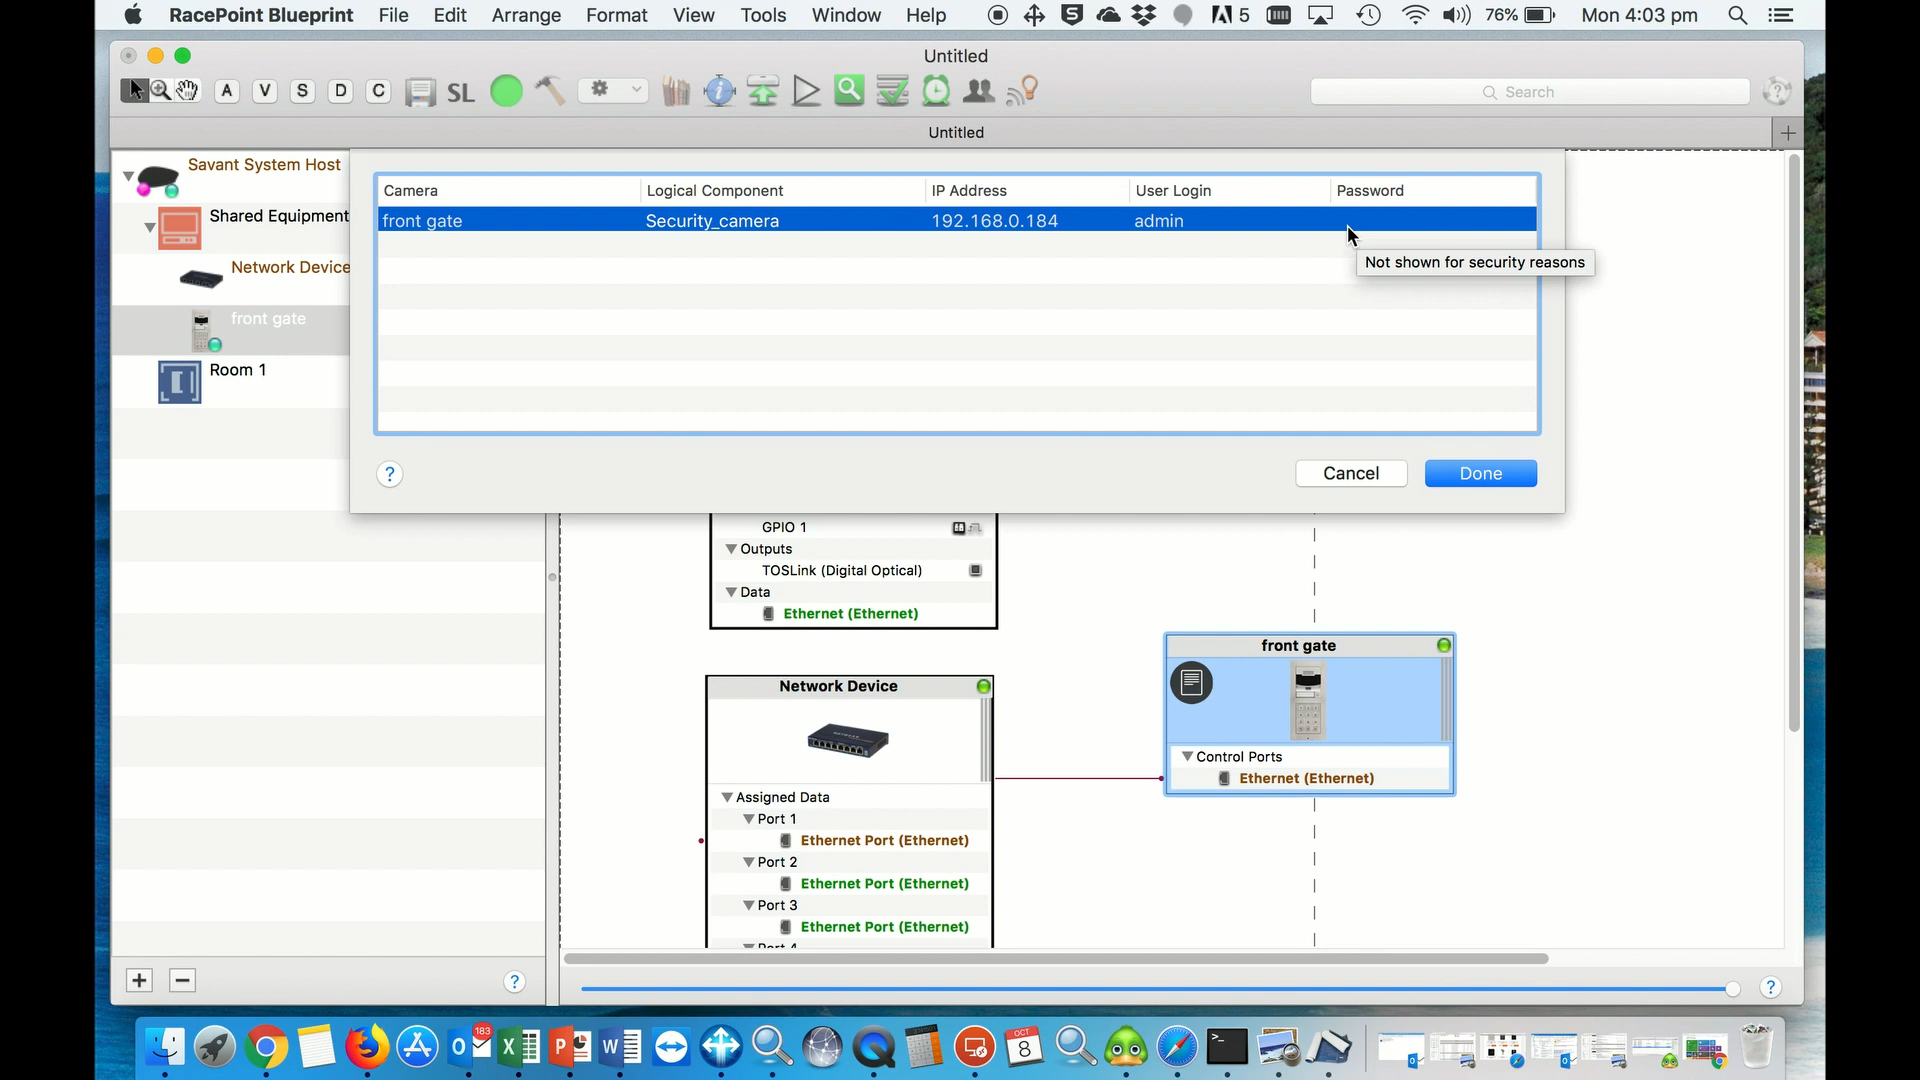 RacePoint Blueprint File Edit Arrange Format View Tools Window Help 5 76% Mon 4:03 pm
Untitled
A V S D C SL Search
Untitled
Savant System Host
Shared Equipment
Network Device
front gate
Room 1
Camera Logical Component IP Address User Login Password
front gate Security_camera 192.168.0.184 admin
Not shown for security reasons
? Cancel Done
GPIO 1
Outputs
TOSLink (Digital Optical)
Data
Ethernet (Ethernet)
front gate
Control Ports
Ethernet (Ethernet)
Network Device
Assigned Data
Port 1
Ethernet Port (Ethernet)
Port 2
Ethernet Port (Ethernet)
Port 3
Ethernet Port (Ethernet)
Port 4
+ − ? ?
183
OCT
8